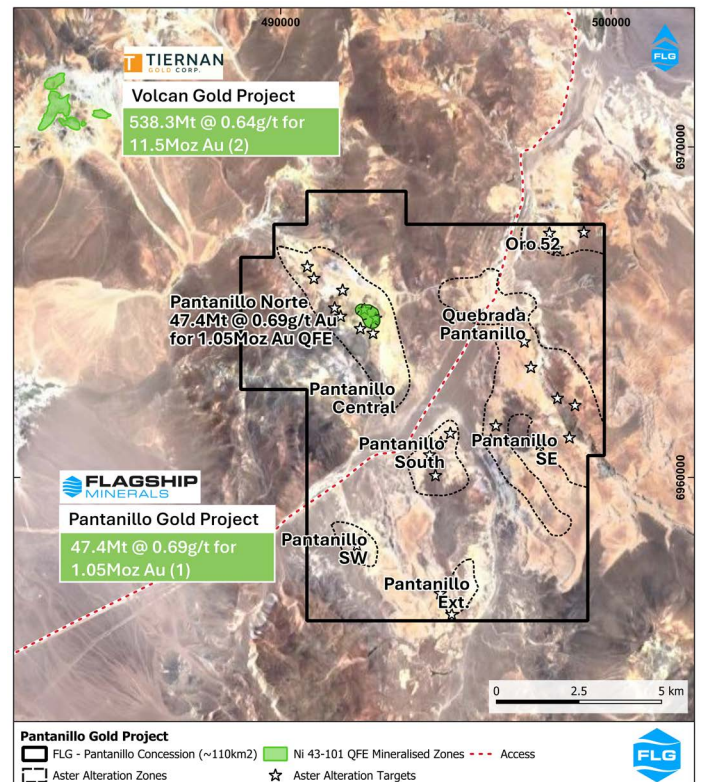 490000
500000
FLG
TIERNAN
GOLD CORP.
Volcan Gold Project
538.3Mt @ 0.64g/t for
11.5Moz Au (2)
6970000
Oro 52
Pantanillo Norte
47.4Mt @ 0.69g/t Au
for 1.05Moz Au QFE
Quebrada
Pantanillo
Pantanillo
Central
Pantanillo
South
Pantanillo
SE
6960000
FLAGSHIP
MINERALS
Pantanillo Gold Project
47.4Mt @ 0.69g/t for
1.05Moz Au (1)
Pantanillo
SW
Pantanillo
Ext
0 2.5 5 km
Pantanillo Gold Project
FLG - Pantanillo Concession (~110km2) Ni 43-101 QFE Mineralised Zones Access
Aster Alteration Zones Aster Alteration Targets
FLG